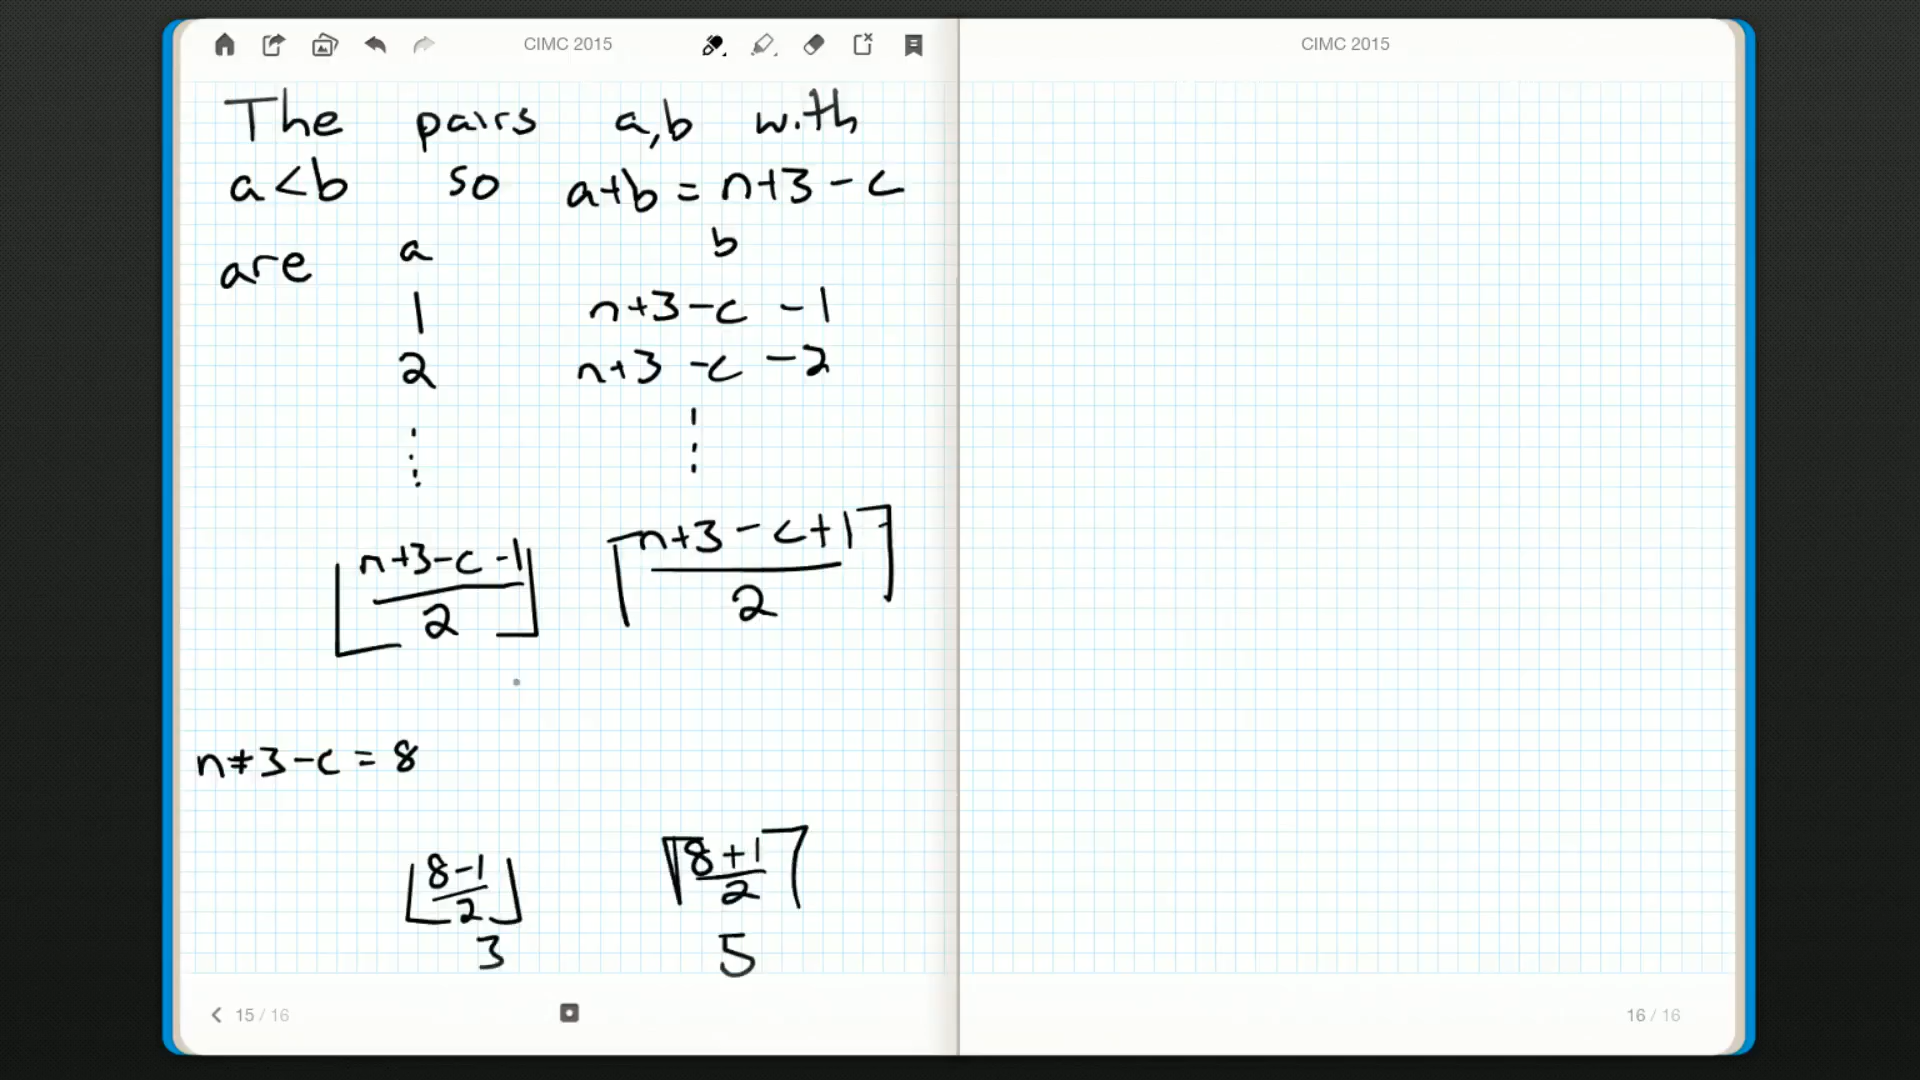 CIMC 2015
CIMC 2015
The pairs a,b with
a<b so a+b = n+3-c
are a b
1 n+3-c -1
2 n+3 -c -2
⋮ ⋮
⌊(n+3-c-1)/2⌋ ⌈(n+3-c+1)/2⌉
n+3-c = 8
⌊(8-1)/2⌋ ⌈(8+1)/2⌉
3 5
15 / 16
16 / 16